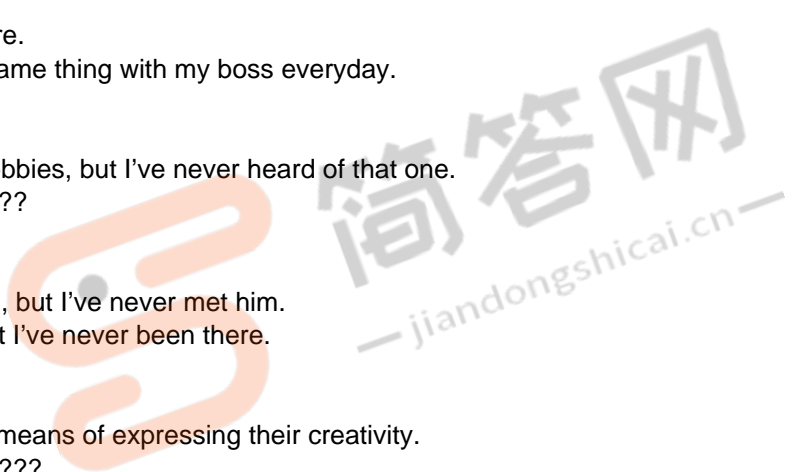 re.
ame thing with my boss everyday.
bbies, but I've never heard of that one.
??
, but I've never met him.
t I've never been there.
means of expressing their creativity.
???
简答网
jiandongshicai.cn